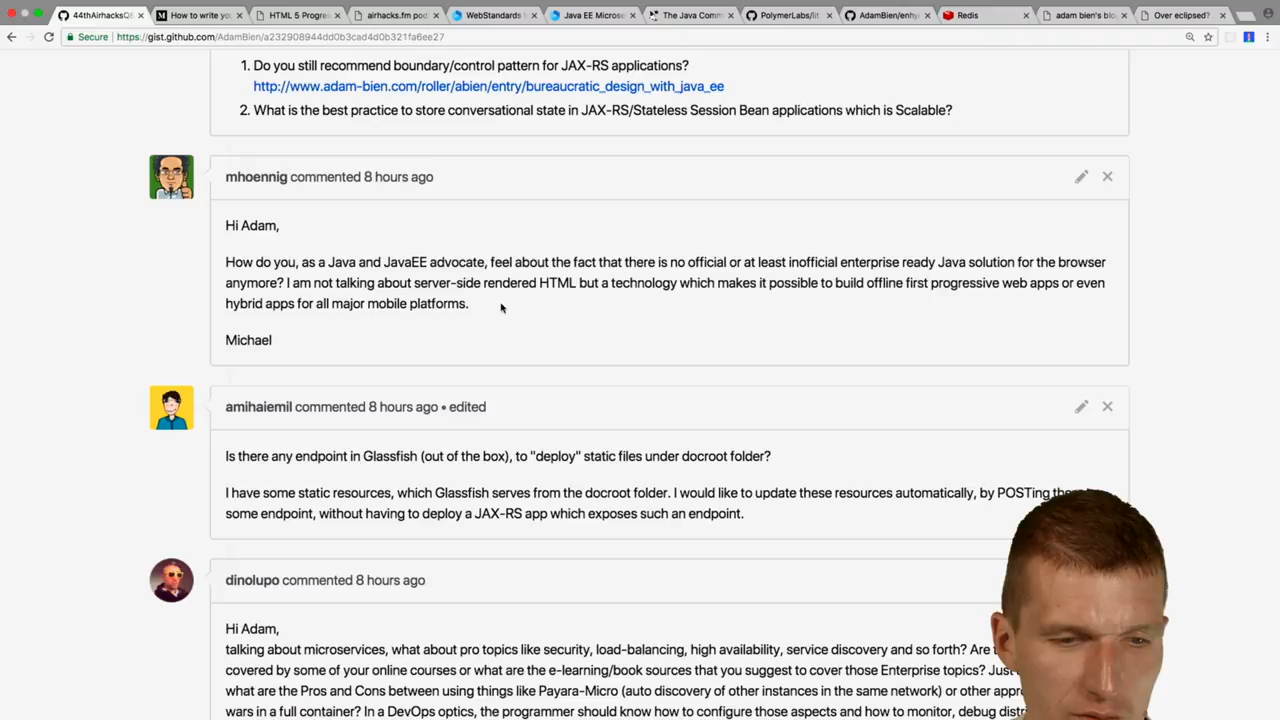 44thAirhacksQ&
How to write yo
HTML 5 Progre
airhacks.fm pod
WebStandards
Java EE Micros
The Java Comm
PolymerLabs/lit
AdamBien/enhy
Redis
adam bien's blo
Over eclipsed?
Secure https://gist.github.com/AdamBien/a232908944dd0b3cad4d0b321fa6ee27
1. Do you still recommend boundary/control pattern for JAX-RS applications?
http://www.adam-bien.com/roller/abien/entry/bureaucratic_design_with_java_ee
2. What is the best practice to store conversational state in JAX-RS/Stateless Session Bean applications which is Scalable?
mhoennig commented 8 hours ago
Hi Adam,
How do you, as a Java and JavaEE advocate, feel about the fact that there is no official or at least inofficial enterprise ready Java solution for the browser
anymore? I am not talking about server-side rendered HTML but a technology which makes it possible to build offline first progressive web apps or even
hybrid apps for all major mobile platforms.
Michael
amihaiemil commented 8 hours ago • edited
Is there any endpoint in Glassfish (out of the box), to "deploy" static files under docroot folder?
I have some static resources, which Glassfish serves from the docroot folder. I would like to update these resources automatically, by POSTing
some endpoint, without having to deploy a JAX-RS app which exposes such an endpoint.
dinolupo commented 8 hours ago
Hi Adam,
talking about microservices, what about pro topics like security, load-balancing, high availability, service discovery and so forth? Are
covered by some of your online courses or what are the e-learning/book sources that you suggest to cover those Enterprise topics?
what are the Pros and Cons between using things like Payara-Micro (auto discovery of other instances in the same network) or other
wars in a full container? In a DevOps optics, the programmer should know how to configure those aspects and how to monitor, debug